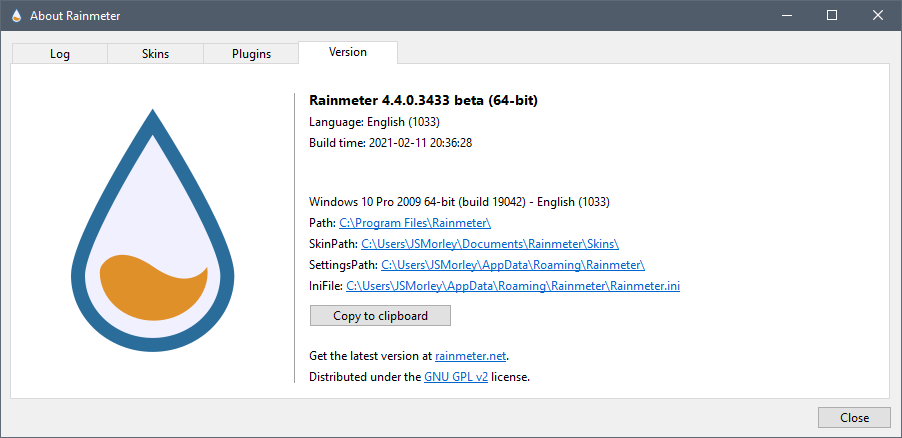 About Rainmeter
Log Skins Plugins Version
Rainmeter 4.4.0.3433 beta (64-bit)
Language: English (1033)
Build time: 2021-02-11 20:36:28
Windows 10 Pro 2009 64-bit (build 19042) - English (1033)
Path: C:\Program Files\Rainmeter\
SkinPath: C:\Users\JSMorley\Documents\Rainmeter\Skins\
SettingsPath: C:\Users\JSMorley\AppData\Roaming\Rainmeter\
IniFile: C:\Users\JSMorley\AppData\Roaming\Rainmeter\Rainmeter.ini
Copy to clipboard
Get the latest version at rainmeter.net.
Distributed under the GNU GPL v2 license.
Close